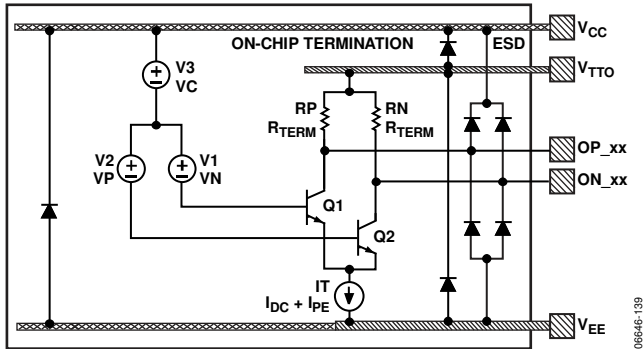 ON-CHIP TERMINATION
ESD
VCC
V3
VC
VTTO
RP
RTERM
RN
RTERM
V2
VP
V1
VN
OP_xx
ON_xx
Q1
Q2
IT
IDC + IPE
VEE
06646-139